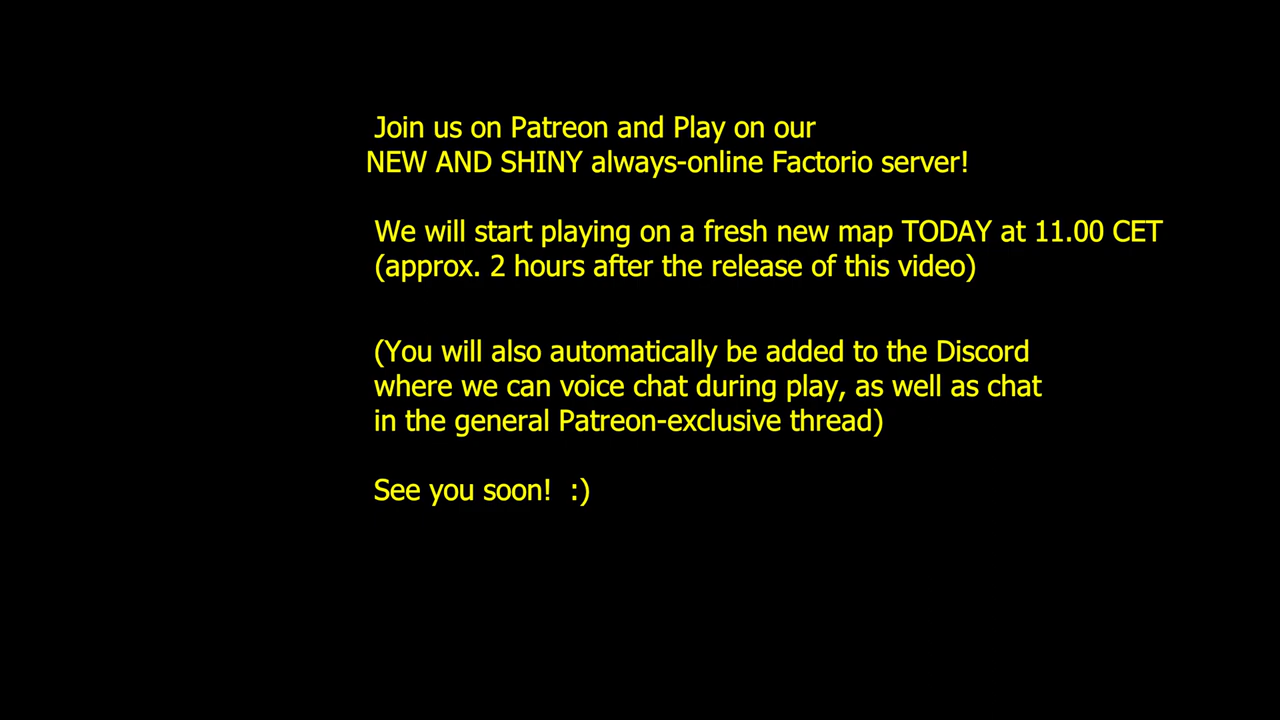 Join us on Patreon and Play on our
NEW AND SHINY always-online Factorio server!
We will start playing on a fresh new map TODAY at 11.00 CET
(approx. 2 hours after the release of this video)
(You will also automatically be added to the Discord
where we can voice chat during play, as well as chat
in the general Patreon-exclusive thread)
See you soon!  :)